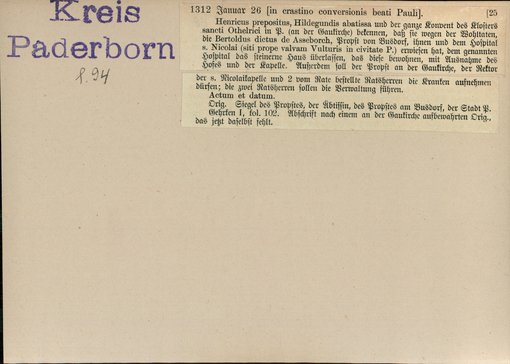 Kreis
Paderborn
S. 94
1312 Januar 26 [in crastino conversionis beati Pauli]. [25
Henricus prepositus, Hildegundis abatissa und der ganze Konvent des Klosters
sancti Othelrici in P. (an der Gaukirche) bekennen, daß sie wegen der Wohltaten,
die Bertoldus dictus de Asseborch, Propst von Busdorf, ihnen und dem Hospital
s. Nicolai (siti prope valvam Vulturis in civitate P.) erwiesen hat, dem genannten
Hospital das steinerne Haus überlassen, das diese bewohnen, mit Ausnahme des
Hofes und der Kapelle. Außerdem soll der Propst an der Gaukirche, der Rektor
der s. Nicolaikapelle und 2 vom Rate bestellte Ratsherren die Kranken aufnehmen
dürfen; die zwei Ratsherren sollen die Verwaltung führen.
Actum et datum.
Orig. Siegel des Propstes, der Äbtissin, des Propstes am Busdorf, der Stadt P.
Gehrken I, fol. 102. Abschrift nach einem an der Gaukirche aufbewahrten Orig.,
das jetzt daselbst fehlt.